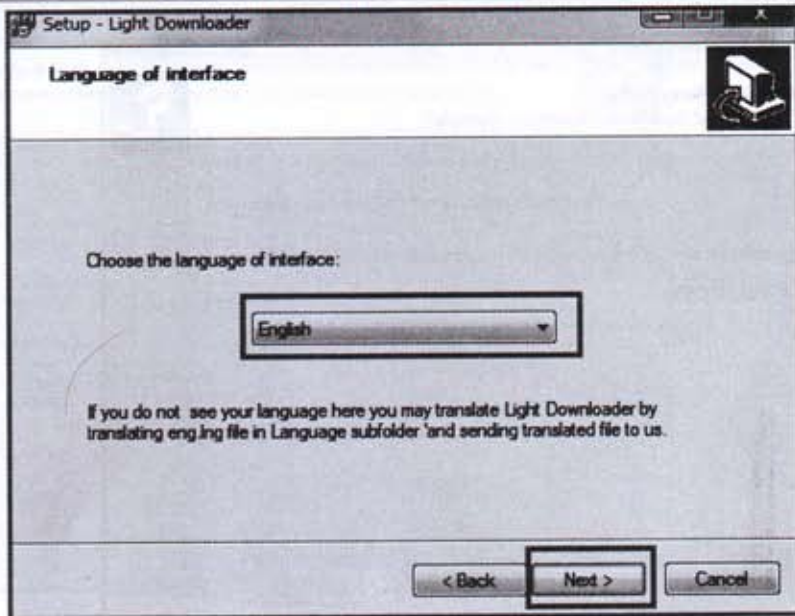 Setup - Light Downloader
Language of interface
Choose the language of interface:
English
If you do not see your language here you may translate Light Downloader by
translating eng.lng file in Language subfolder 'and sending translated file to us.
< Back
Next >
Cancel